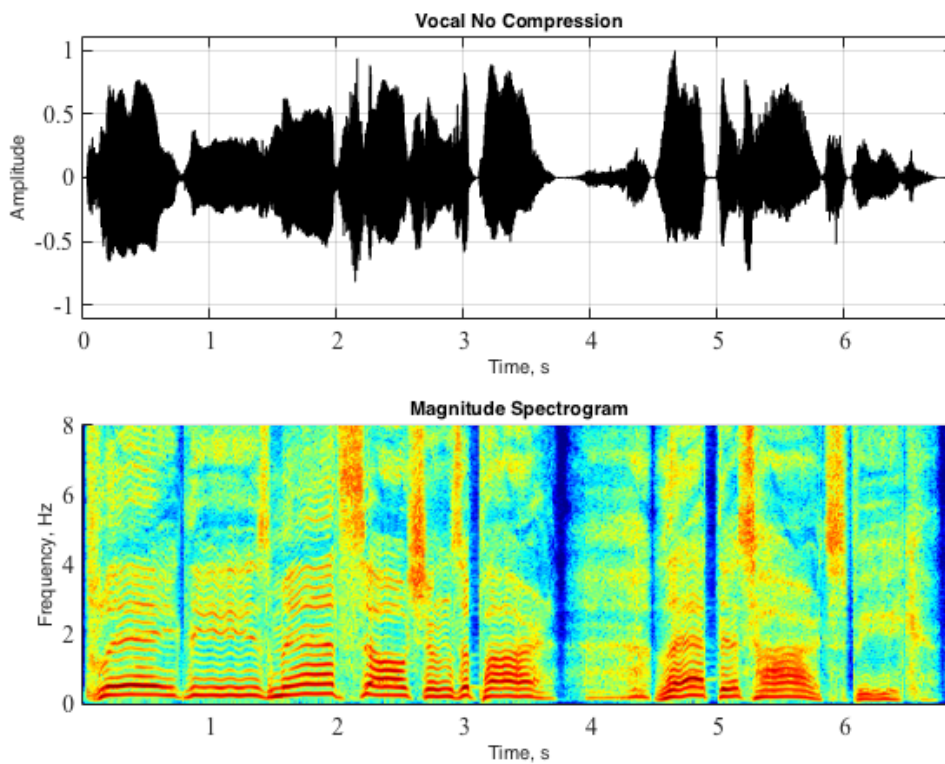 Vocal No Compression
1
0.5
0
-0.5
-1
Amplitude
0 1 2 3 4 5 6
Time, s
Magnitude Spectrogram
8
6
4
2
0
Frequency, Hz
1 2 3 4 5 6
Time, s